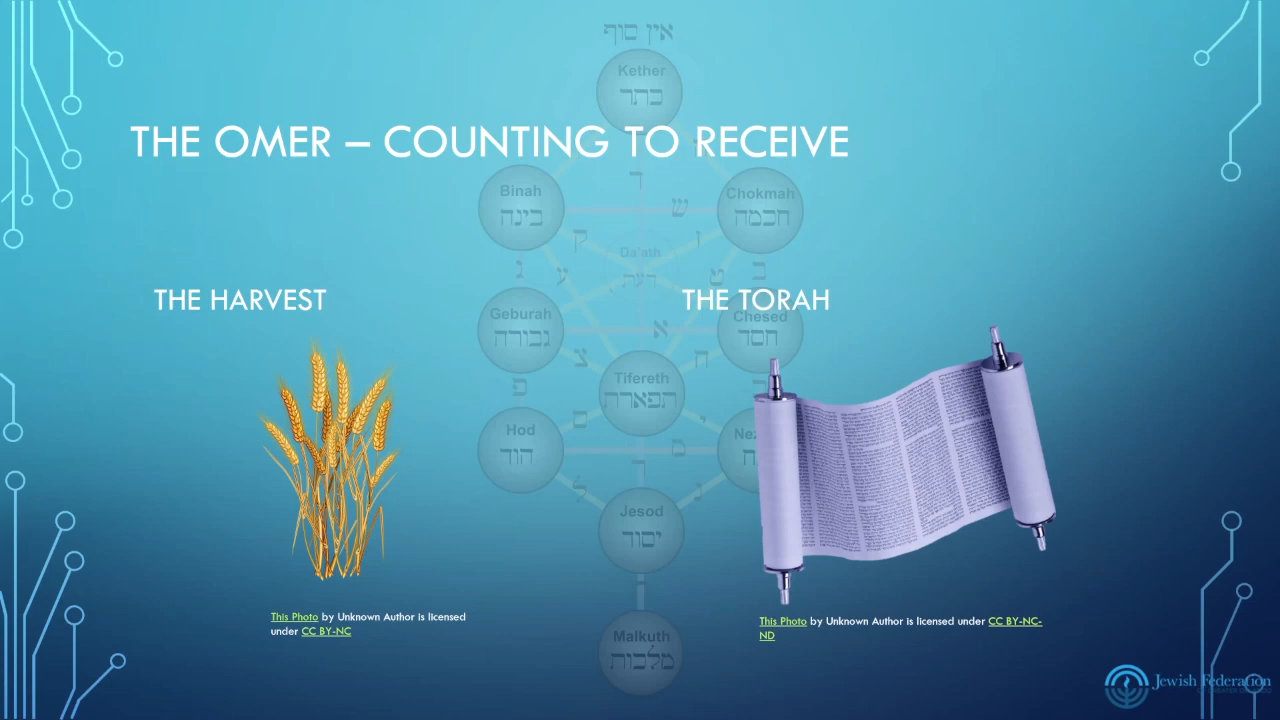 אין סוף
Kether
כתר
THE OMER – COUNTING TO RECEIVE
Binah
בינה
Chokmah
חכמה
ך
ש
ק
ז
Da'ath
דעת
ג
ע
ט
ב
THE HARVEST
THE TORAH
Geburah
גבורה
Chesed
חסד
א
צ
ח
פ
Tifereth
תפארת
Hod
הוד
ם
ס
Jesod
יסוד
ל
נ
Malkuth
מלכות
This Photo by Unknown Author is licensed
under CC BY-NC
This Photo by Unknown Author is licensed under CC BY-NC-
ND
Jewish Federation
OF GREATER ORLANDO